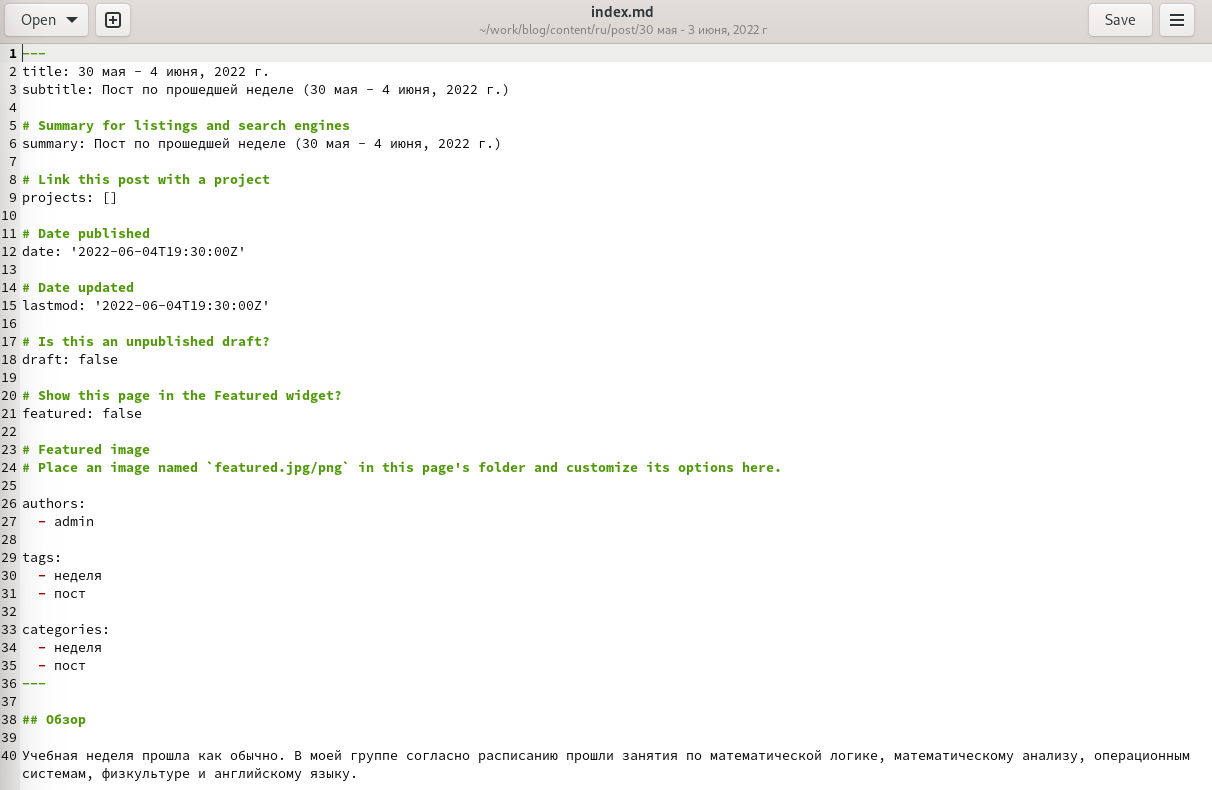 Open
index.md
~/work/blog/content/ru/post/30 мая - 3 июня, 2022 г
Save
1 ---
2 title: 30 мая - 4 июня, 2022 г.
3 subtitle: Пост по прошедшей неделе (30 мая - 4 июня, 2022 г.)
4
5 # Summary for listings and search engines
6 summary: Пост по прошедшей неделе (30 мая - 4 июня, 2022 г.)
7
8 # Link this post with a project
9 projects: []
10
11 # Date published
12 date: '2022-06-04T19:30:00Z'
13
14 # Date updated
15 lastmod: '2022-06-04T19:30:00Z'
16
17 # Is this an unpublished draft?
18 draft: false
19
20 # Show this page in the Featured widget?
21 featured: false
22
23 # Featured image
24 # Place an image named `featured.jpg/png` in this page's folder and customize its options here.
25
26 authors:
27   - admin
28
29 tags:
30   - неделя
31   - пост
32
33 categories:
34   - неделя
35   - пост
36 ---
37
38 ## Обзор
39
40 Учебная неделя прошла как обычно. В моей группе согласно расписанию прошли занятия по математической логике, математическому анализу, операционным
системам, физкультуре и английскому языку.